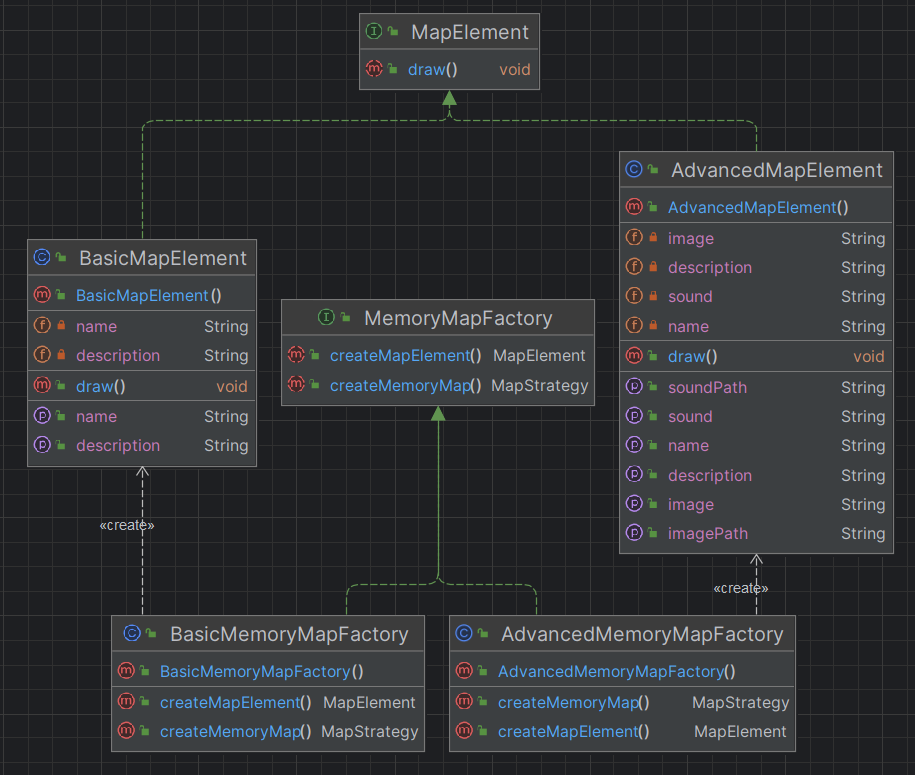 MapElement
draw() void
AdvancedMapElement
AdvancedMapElement()
image String
description String
sound String
name String
draw() void
soundPath String
sound String
name String
description String
image String
imagePath String
BasicMapElement
BasicMapElement()
name String
description String
draw() void
name String
description String
MemoryMapFactory
createMapElement() MapElement
createMemoryMap() MapStrategy
«create»
«create»
BasicMemoryMapFactory
BasicMemoryMapFactory()
createMapElement() MapElement
createMemoryMap() MapStrategy
AdvancedMemoryMapFactory
AdvancedMemoryMapFactory()
createMemoryMap() MapStrategy
createMapElement() MapElement